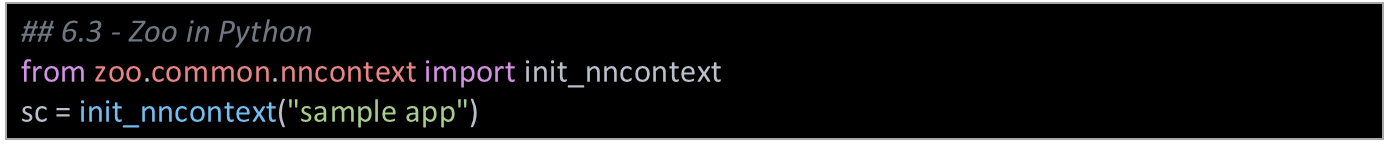 ## 6.3 - Zoo in Python
from zoo.common.nncontext import init_nncontext
sc = init_nncontext("sample app")